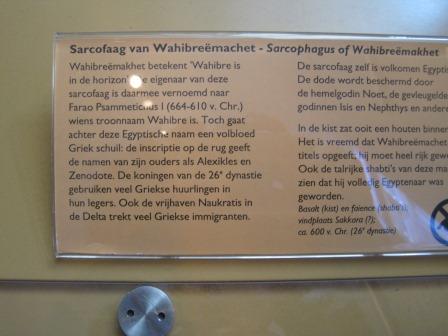 Sarcofaag van Wahibreëmachet - Sarcophagus of Wahibreëmakhet
Wahibreëmakhet betekent 'Wahibre is
in de horizon'. De eigenaar van deze
sarcofaag is daarmee vernoemd naar
Farao Psammetichus I (664-610 v. Chr.)
wiens troonnaam Wahibre is. Toch gaat
achter deze Egyptische naam een volbloed
Griek schuil: de inscriptie op de rug geeft
de namen van zijn ouders als Alexikles en
Zenodote. De koningen van de 26e dynastie
gebruiken veel Griekse huurlingen in
hun legers. Ook de vrijhaven Naukratis in
de Delta trekt veel Griekse immigranten.
De sarcofaag zelf is volkomen Egyptis
De dode wordt beschermd door
de hemelgodin Noet, de gevleugelde
godinnen Isis en Nephthys en andere
In de kist zat ooit een houten binner
Het is vreemd dat Wahibreëmachet
titels opgeeft; hij moet heel rijk gewe
Ook de talrijke shabti's van deze ma
zien dat hij volledig Egyptenaar was
geworden.
Basalt (kist) en faience (shabti's);
vindplaats Sakkara (?);
ca. 600 v. Chr. (26e dynastie)